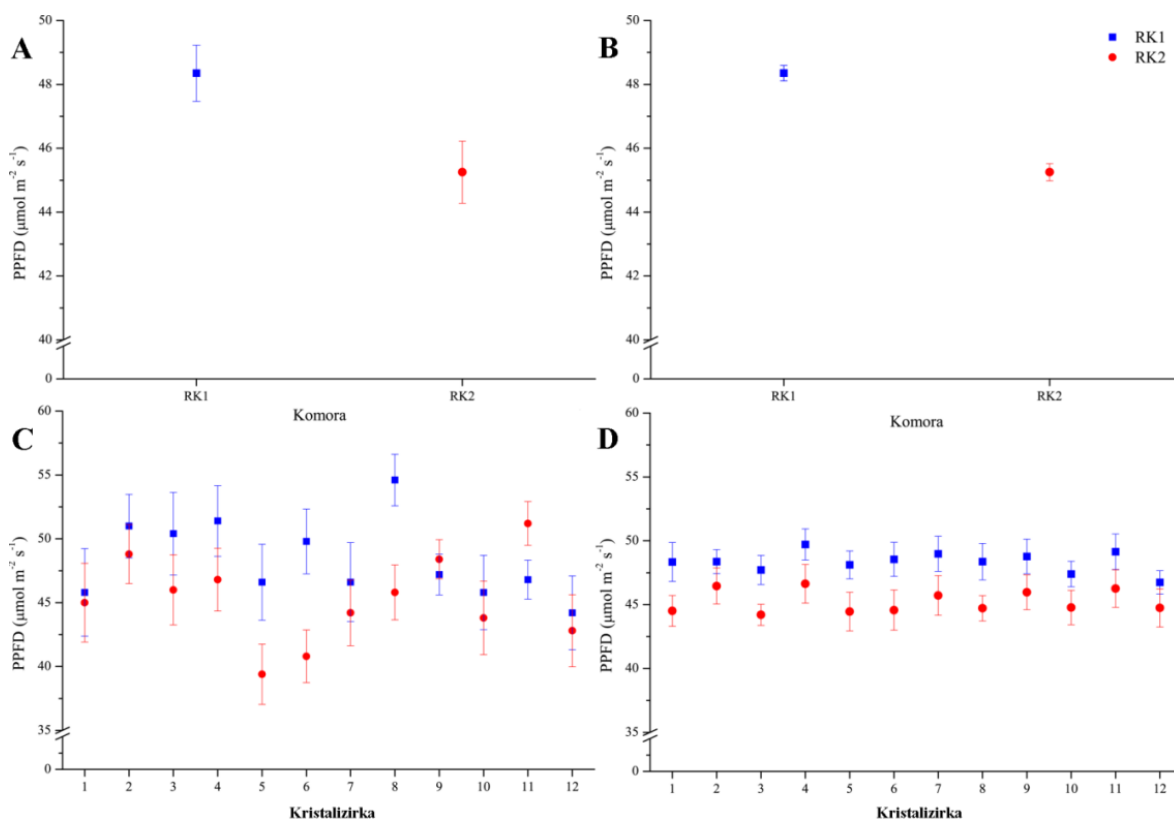 A
PPFD (µmol m⁻² s⁻¹)
50
48
46
44
42
40
0
RK1
RK2
Komora
B
PPFD (µmol m⁻² s⁻¹)
50
48
46
44
42
40
0
RK1
RK2
Komora
RK1
RK2
C
PPFD (µmol m⁻² s⁻¹)
60
55
50
45
40
35
0
1 2 3 4 5 6 7 8 9 10 11 12
Kristalizirka
D
PPFD (µmol m⁻² s⁻¹)
60
55
50
45
40
35
0
1 2 3 4 5 6 7 8 9 10 11 12
Kristalizirka